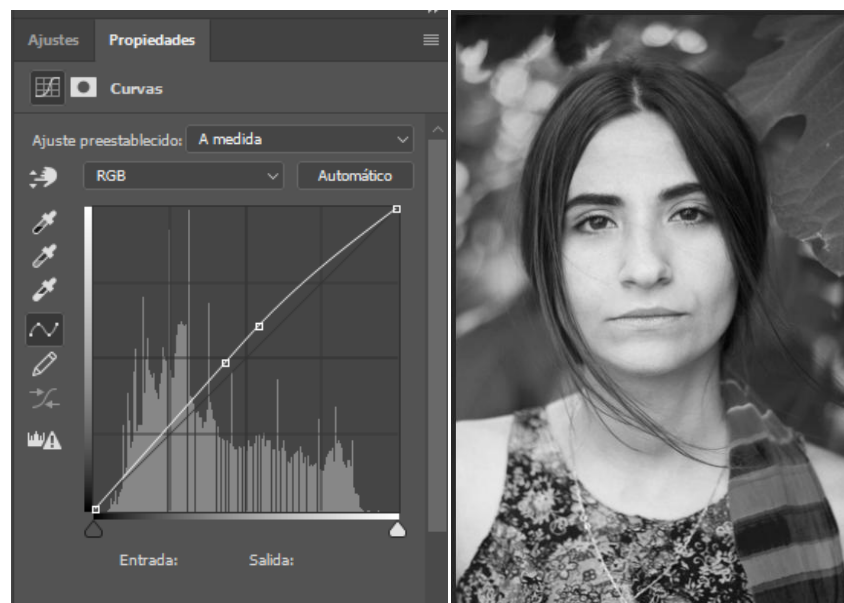 Ajustes Propiedades
Curvas
Ajuste preestablecido: A medida
RGB Automático
Entrada: Salida: